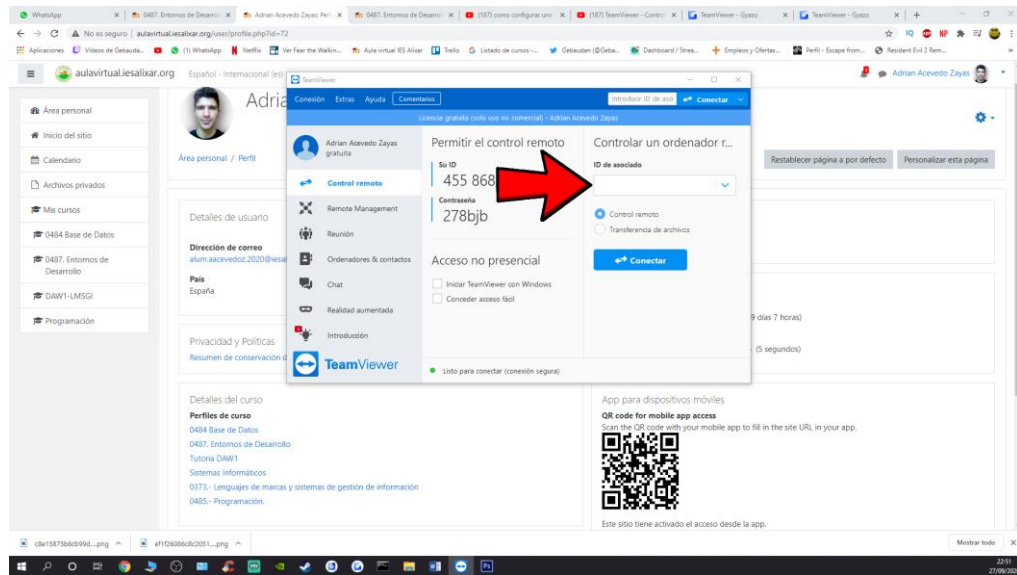 WhatsApp
0487. Entornos de Desarroll
Adrian Acevedo Zayas: Perf
0487. Entornos de Desarroll
(187) como configurar una
(187) TeamViewer - Control
TeamViewer - Gyazo
TeamViewer - Gyazo
No es seguro | aulavirtual.iesalixar.org/user/profile.php?id=72
Aplicaciones
Vídeos de Gebauda...
(1) WhatsApp
Netflix
Ver Fear the Walkin...
Aula virtual IES Alixar
Trello
Listado de cursos -...
Gebaudan (@Geba...
Dashboard / Strea...
Empleos y Ofertas...
Perfil - Escape from...
Resident Evil 2 Rem...
aulavirtual.iesalixar.org
Español - Internacional (es)
Adrian Acevedo Zayas
Área personal
Inicio del sitio
Calendario
Archivos privados
Mis cursos
0484 Base de Datos
0487. Entornos de
Desarrollo
DAW1-LMSGI
Programación
Adria
Área personal / Perfil
Restablecer página a por defecto
Personalizar esta página
Detalles de usuario
Dirección de correo
alum.aacevedoz.2020@iesal
País
España
Privacidad y Políticas
Resumen de conservación d
Detalles del curso
Perfiles de curso
0484 Base de Datos
0487. Entornos de Desarrollo
Tutoria DAW1
Sistemas Informáticos
0373.- Lenguajes de marcas y sistemas de gestión de información
0485.- Programación.
9 días 7 horas)
(5 segundos)
App para dispositivos móviles
QR code for mobile app access
Scan the QR code with your mobile app to fill in the site URL in your app.
Este sitio tiene activado el acceso desde la app.
TeamViewer
Conexión
Extras
Ayuda
Comentarios
Introducir ID de aso
Conectar
Licencia gratuita (solo uso no comercial) - Adrian Acevedo Zayas
Adrian Acevedo Zayas
gratuita
Control remoto
Remote Management
Reunión
Ordenadores & contactos
Chat
Realidad aumentada
Introducción
TeamViewer
Permitir el control remoto
Su ID
455 868
Contraseña
278bjb
Acceso no presencial
Iniciar TeamViewer con Windows
Conceder acceso fácil
Listo para conectar (conexión segura)
Controlar un ordenador r...
ID de asociado
Control remoto
Transferencia de archivos
Conectar
c8e15875b6cb99d....png
ef1f26086c8c2051....png
Mostrar todo
22:51